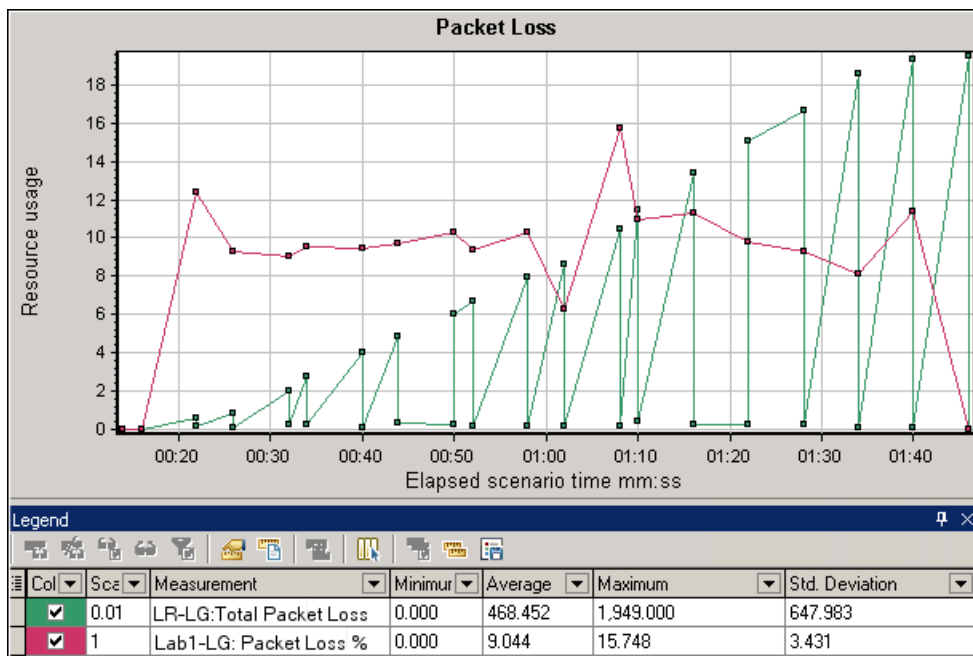 Packet Loss
Resource usage
18
16
14
12
10
8
6
4
2
0
00:20 00:30 00:40 00:50 01:00 01:10 01:20 01:30 01:40
Elapsed scenario time mm:ss
Legend
Col Sca Measurement Minimur Average Maximum Std. Deviation
0.01 LR-LG:Total Packet Loss 0.000 468.452 1,949.000 647.983
1 Lab1-LG: Packet Loss % 0.000 9.044 15.748 3.431